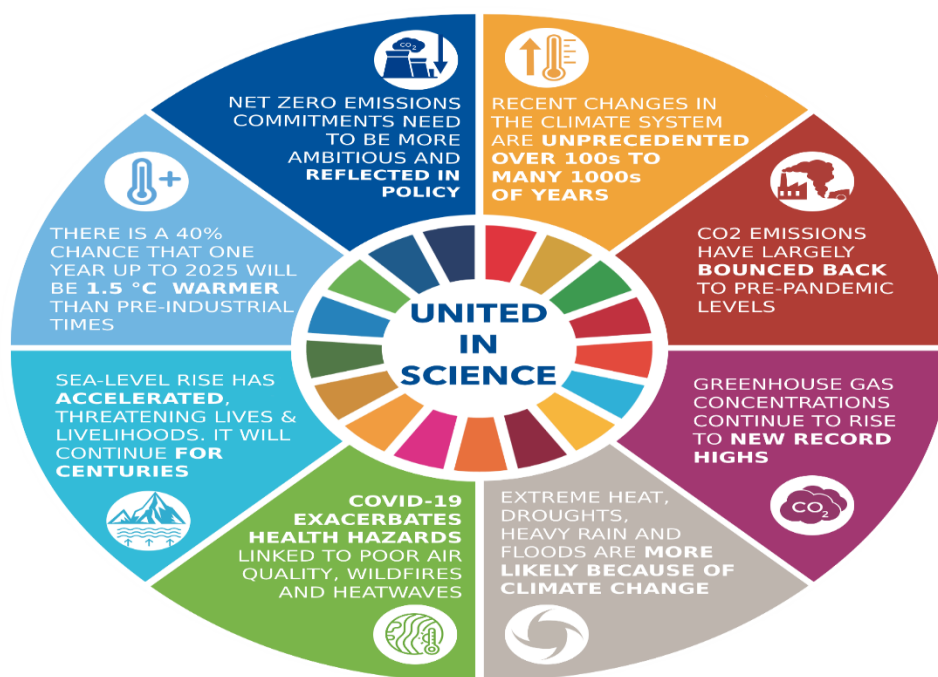 NET ZERO EMISSIONS
COMMITMENTS NEED
TO BE MORE
AMBITIOUS AND
REFLECTED IN
POLICY
RECENT CHANGES IN
THE CLIMATE SYSTEM
ARE UNPRECEDENTED
OVER 100s TO
MANY 1000s
OF YEARS
CO2 EMISSIONS
HAVE LARGELY
BOUNCED BACK
TO PRE-PANDEMIC
LEVELS
GREENHOUSE GAS
CONCENTRATIONS
CONTINUE TO RISE
TO NEW RECORD
HIGHS
CO2
EXTREME HEAT,
DROUGHTS,
HEAVY RAIN AND
FLOODS ARE MORE
LIKELY BECAUSE OF
CLIMATE CHANGE
COVID-19
EXACERBATES
HEALTH HAZARDS
LINKED TO POOR AIR
QUALITY, WILDFIRES
AND HEATWAVES
SEA-LEVEL RISE HAS
ACCELERATED,
THREATENING LIVES &
LIVELIHOODS. IT WILL
CONTINUE FOR
CENTURIES
THERE IS A 40%
CHANCE THAT ONE
YEAR UP TO 2025 WILL
BE 1.5 °C WARMER
THAN PRE-INDUSTRIAL
TIMES
CO2
UNITED
IN
SCIENCE